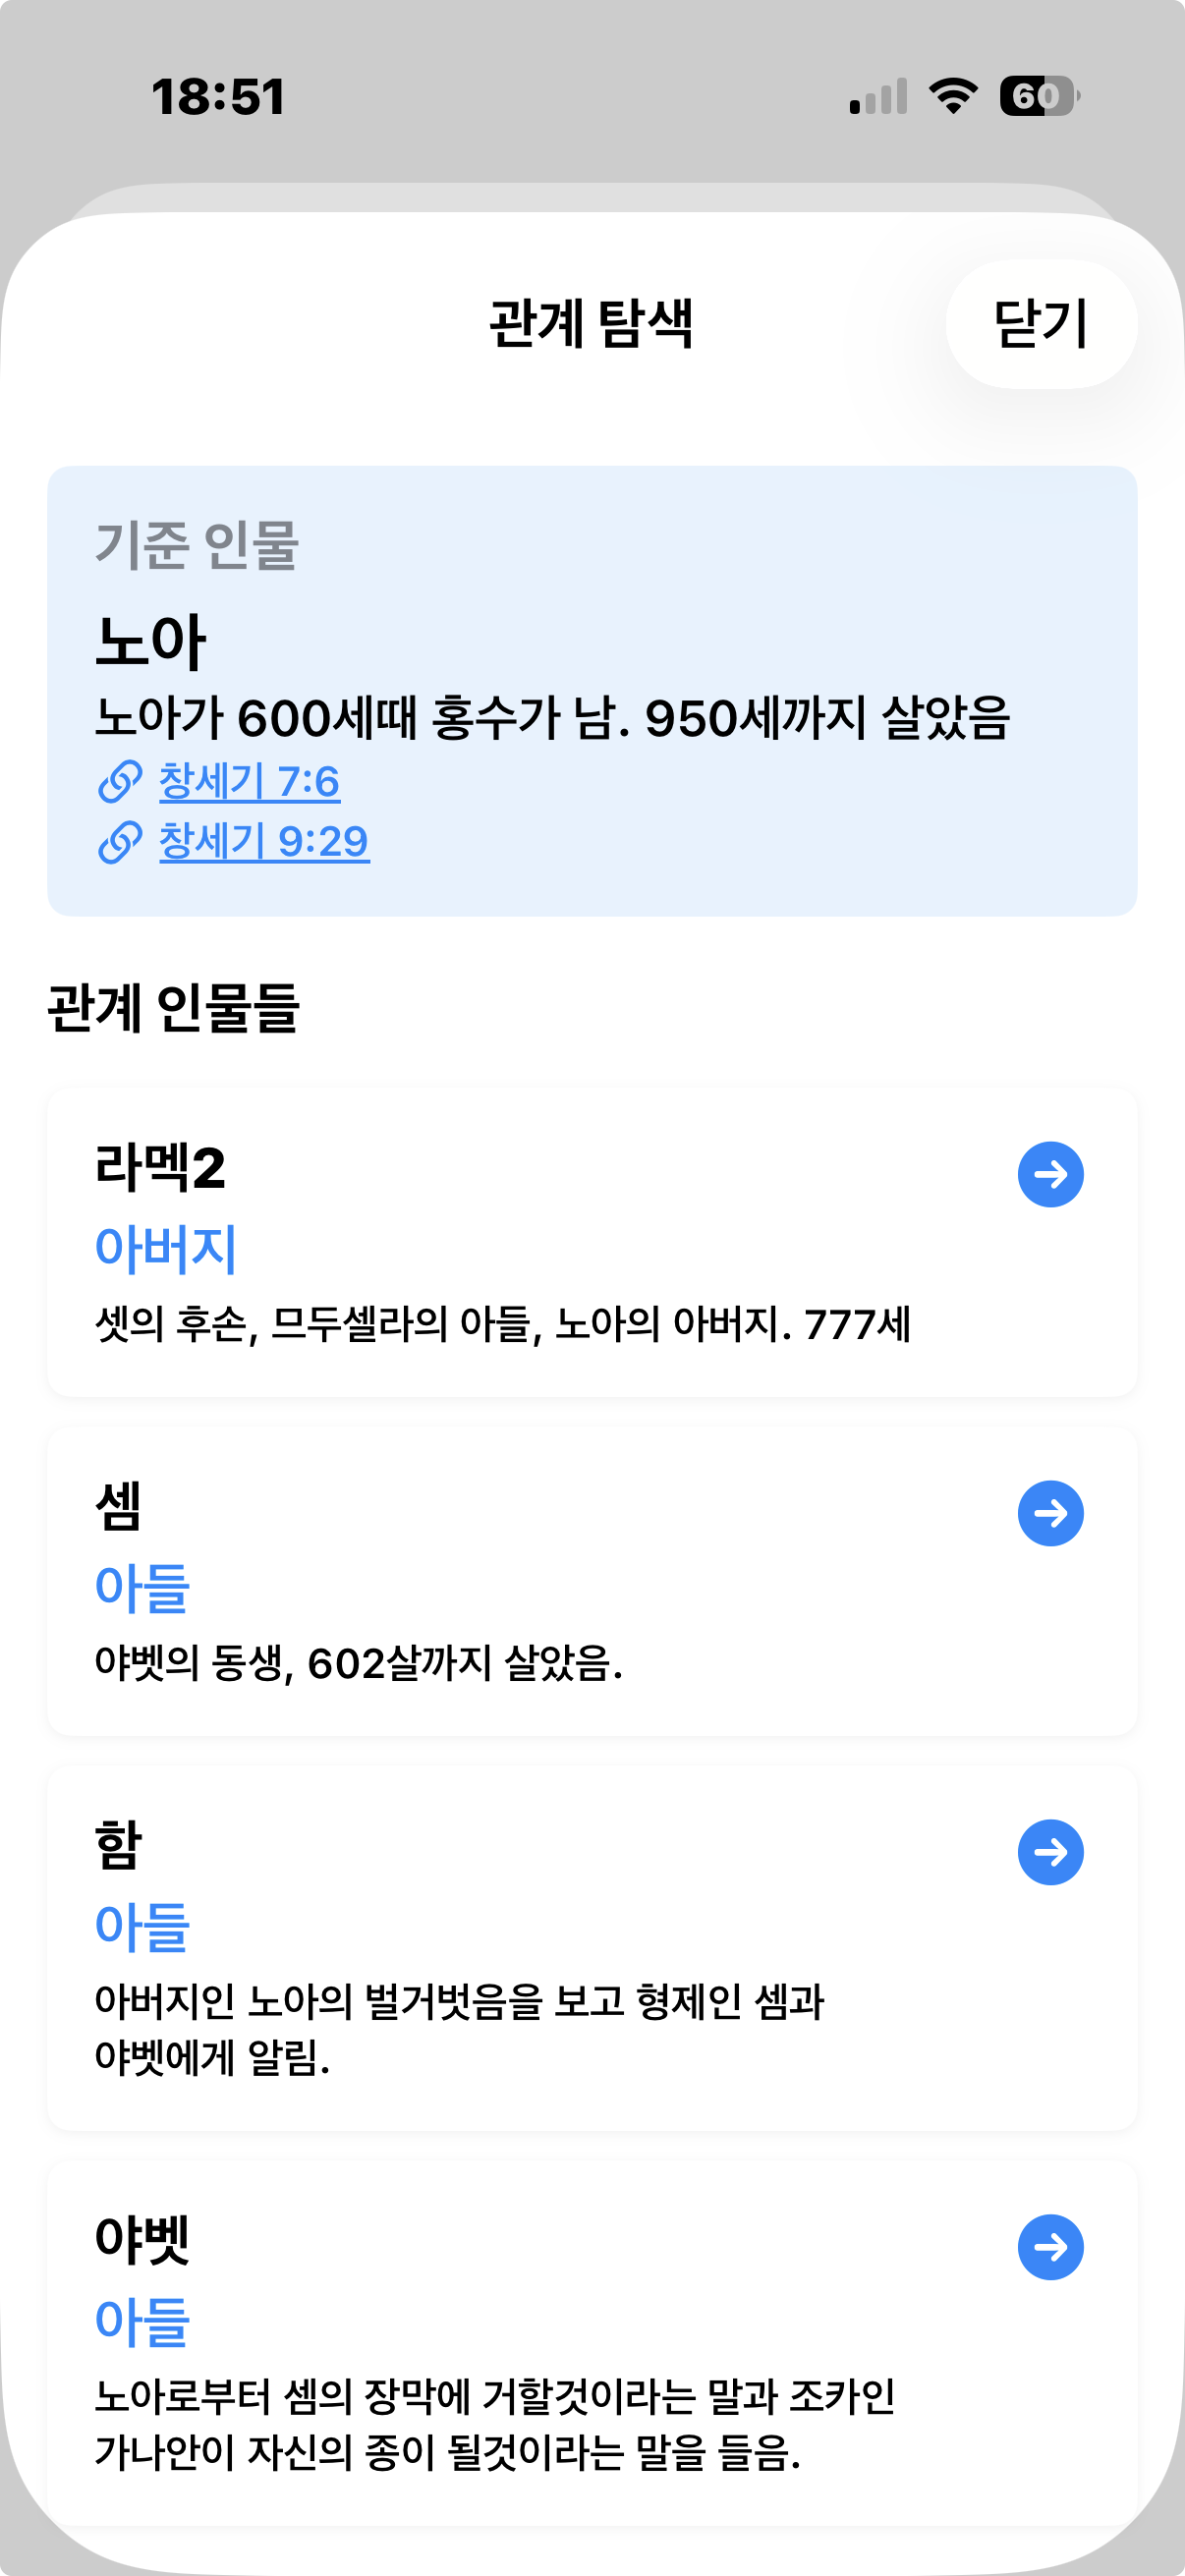 18:51
60
관계 탐색
닫기
기준 인물
노아
노아가 600세때 홍수가 남. 950세까지 살았음
창세기 7:6
창세기 9:29
관계 인물들
라멕2
아버지
셋의 후손, 므두셀라의 아들, 노아의 아버지. 777세
셈
아들
야벳의 동생, 602살까지 살았음.
함
아들
아버지인 노아의 벌거벗음을 보고 형제인 셈과
야벳에게 알림.
야벳
아들
노아로부터 셈의 장막에 거할것이라는 말과 조카인
가나안이 자신의 종이 될것이라는 말을 들음.